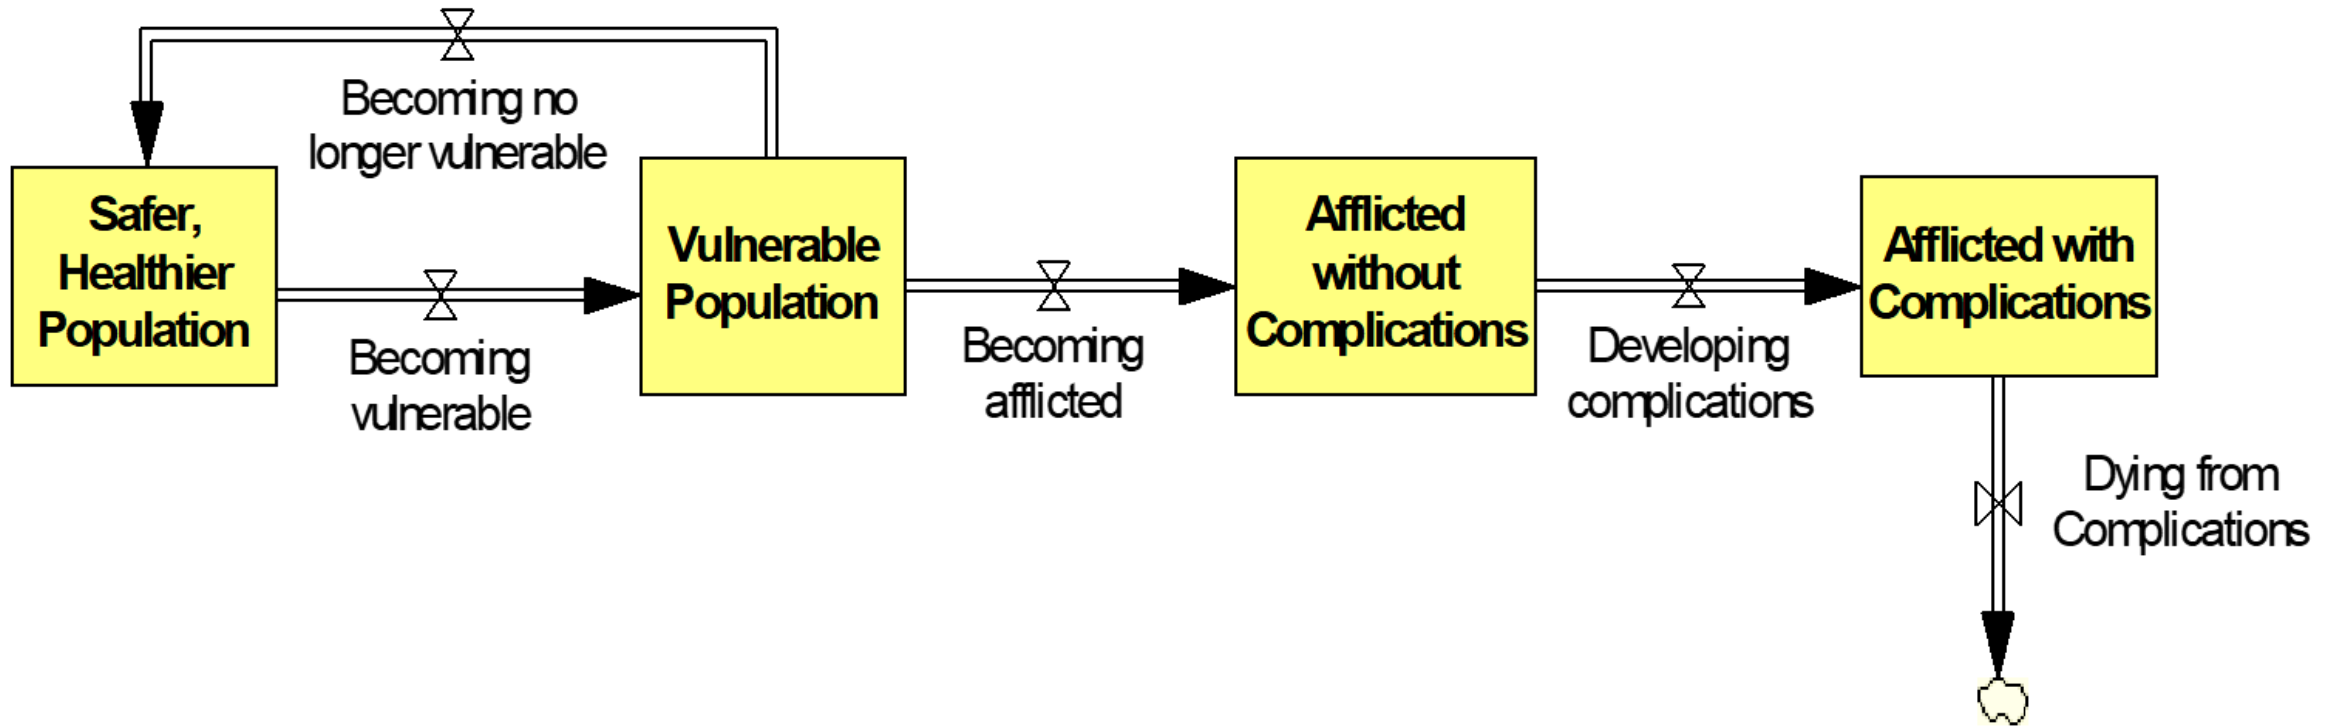 Becoming no
longer vulnerable
Safer,
Healthier
Population
Becoming
vulnerable
Vulnerable
Population
Becoming
afflicted
Afflicted
without
Complications
Developing
complications
Afflicted with
Complications
Dying from
Complications